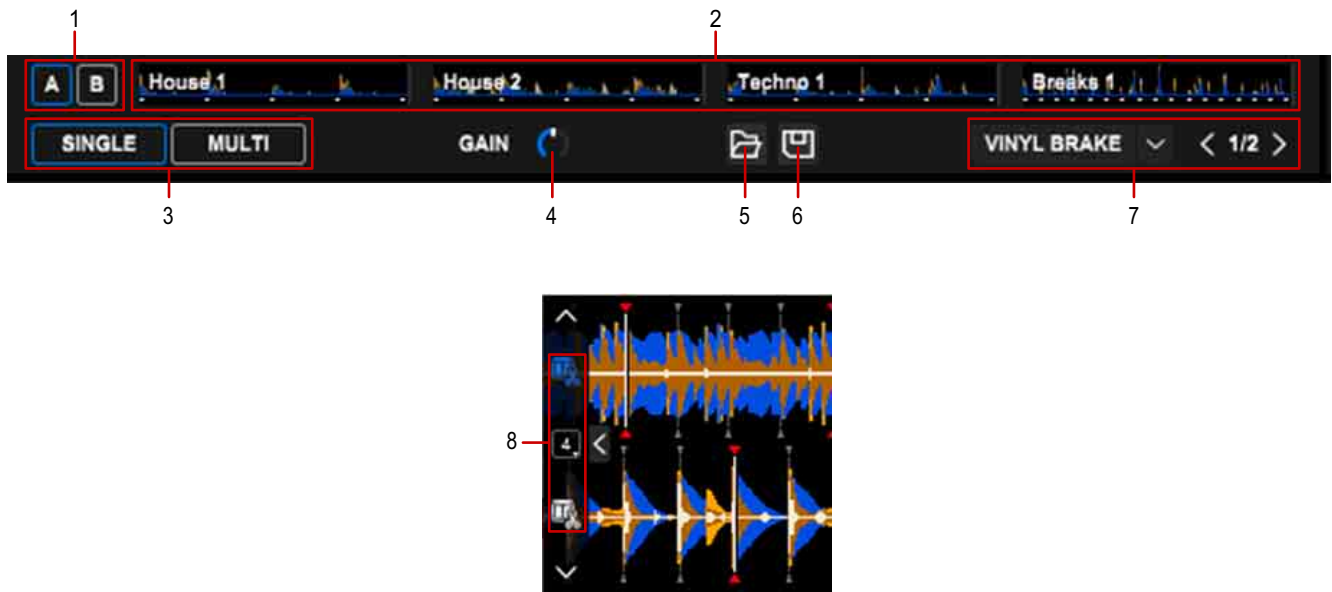 1 2
A B House 1 House 2 Techno 1 Breaks 1
SINGLE MULTI GAIN VINYL BRAKE < 1/2 >
3 4 5 6 7
8 4